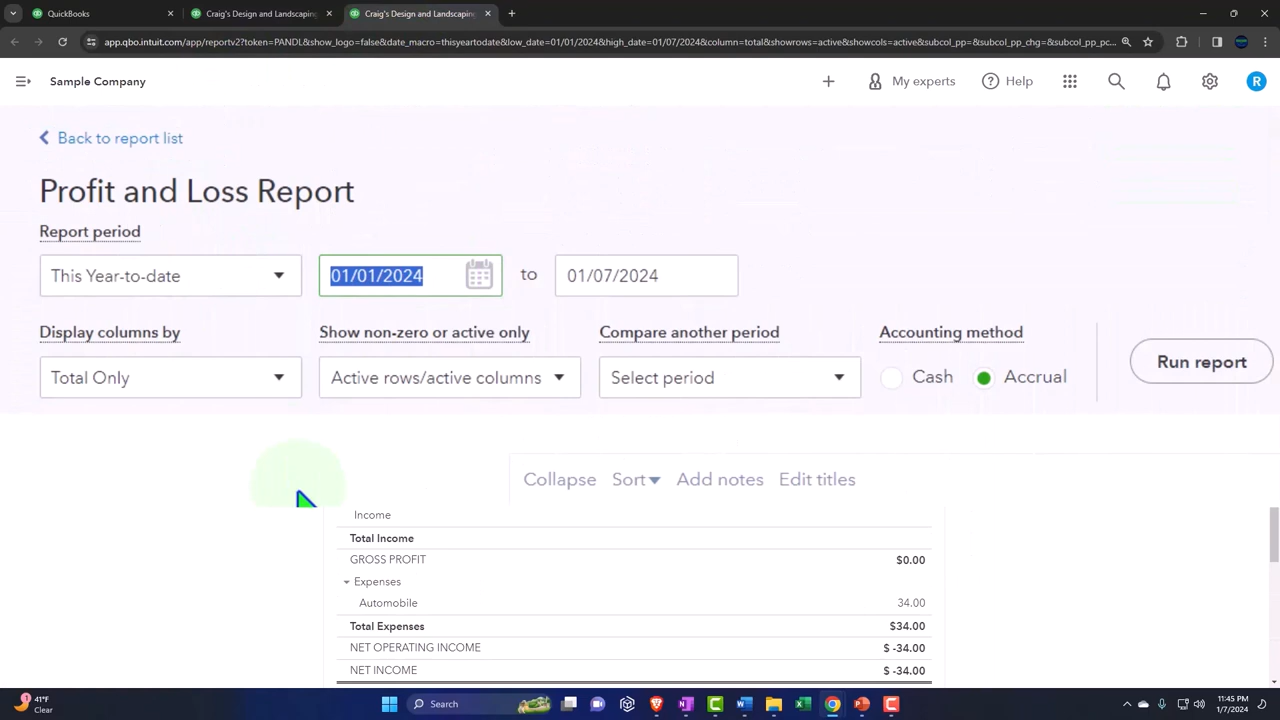 QuickBooks
Craig's Design and Landscaping
Craig's Design and Landscaping
app.qbo.intuit.com/app/reportv2?token=PANDL&show_logo=false&date_macro=thisyeartodate&low_date=01/01/2024&high_date=01/07/2024&column=total&showrows=active&showcols=active&subcol_pp=&subcol_pp_chg=&subcol_pp_pc...
Sample Company
My experts
Help
R
Back to report list
Profit and Loss Report
Report period
This Year-to-date
01/01/2024
to
01/07/2024
Display columns by
Show non-zero or active only
Compare another period
Accounting method
Total Only
Active rows/active columns
Select period
Cash
Accrual
Run report
Collapse
Sort
Add notes
Edit titles
Income
Total Income
GROSS PROFIT $0.00
Expenses
Automobile 34.00
Total Expenses $34.00
NET OPERATING INCOME $ -34.00
NET INCOME $ -34.00
1
41°F
Clear
Search
11:45 PM
1/7/2024